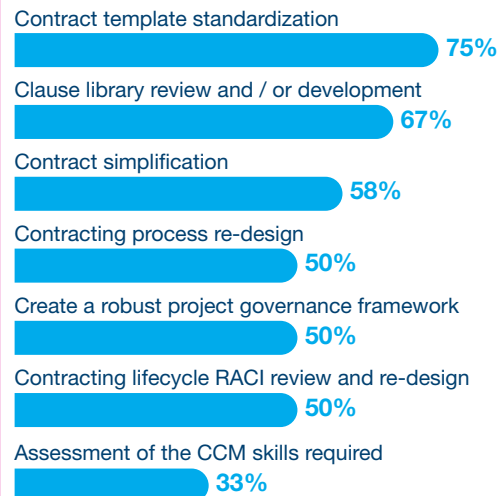 Contract template standardization
75%
Clause library review and / or development
67%
Contract simplification
58%
Contracting process re-design
50%
Create a robust project governance framework
50%
Contracting lifecycle RACI review and re-design
50%
Assessment of the CCM skills required
33%